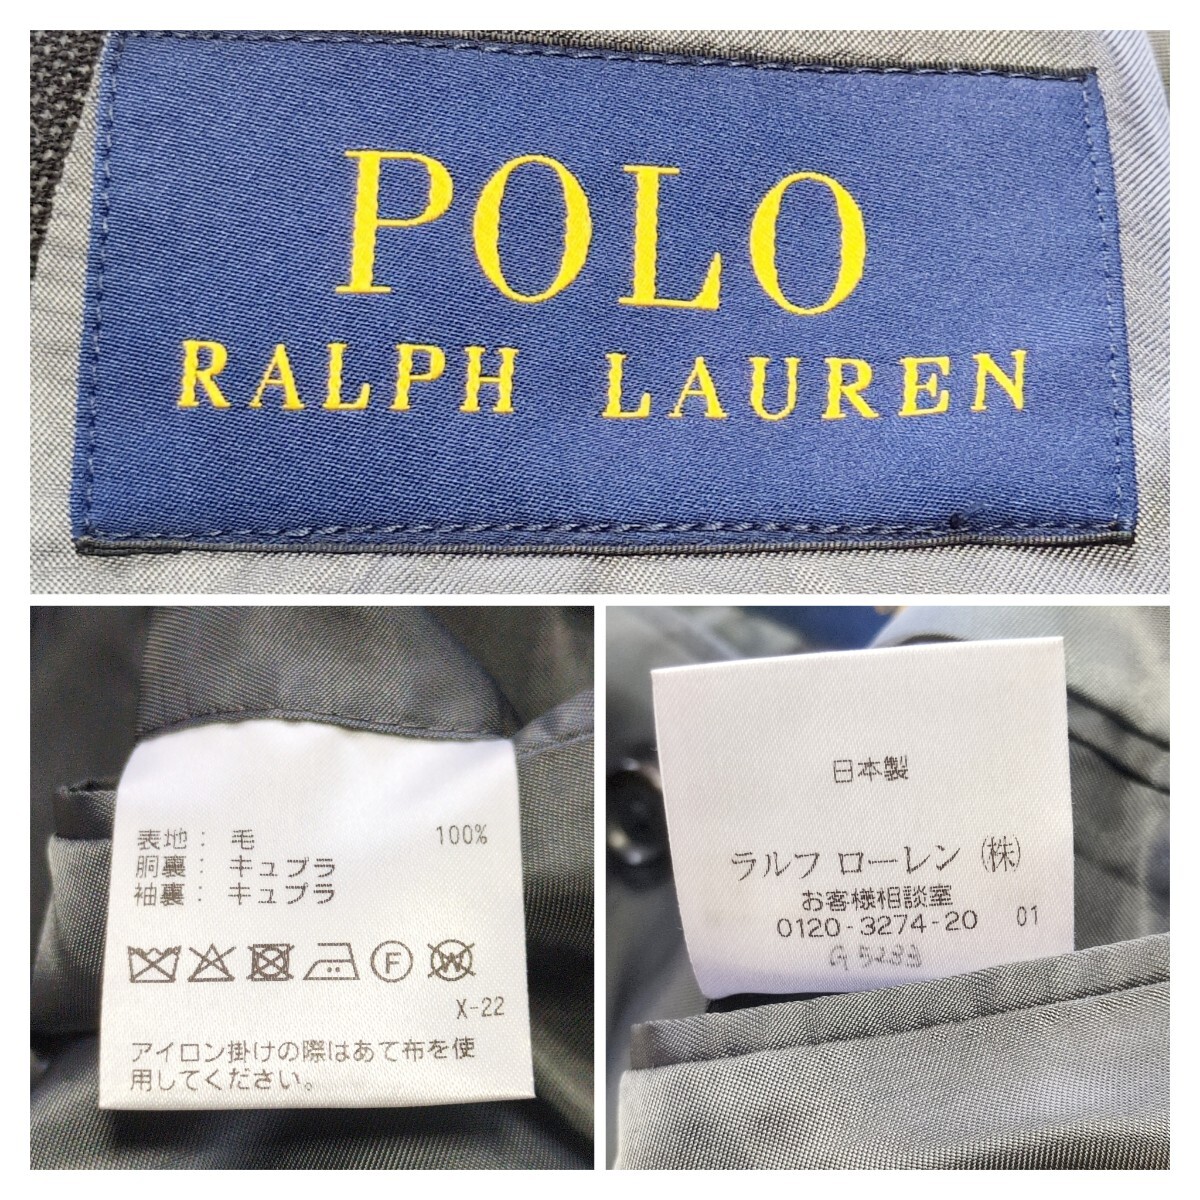 POLO
RALPH LAUREN
表地: 毛 100%
胴裏: キュプラ
袖裏: キュプラ
F W
X-22
アイロン掛けの際はあて布を使
用してください。
日本製
ラルフ ローレン (株)
お客様相談室
0120-3274-20 01